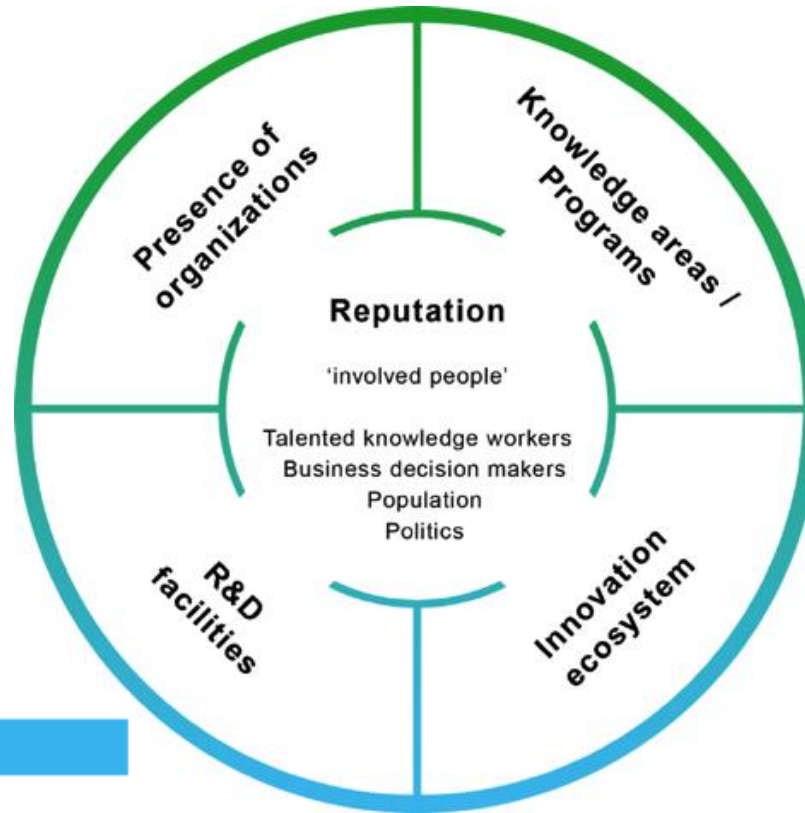 Presence of
organizations
Knowledge areas /
Programs
Reputation
‘involved people’
Talented knowledge workers
Business decision makers
Population
Politics
R&D
facilities
Innovation
ecosystem